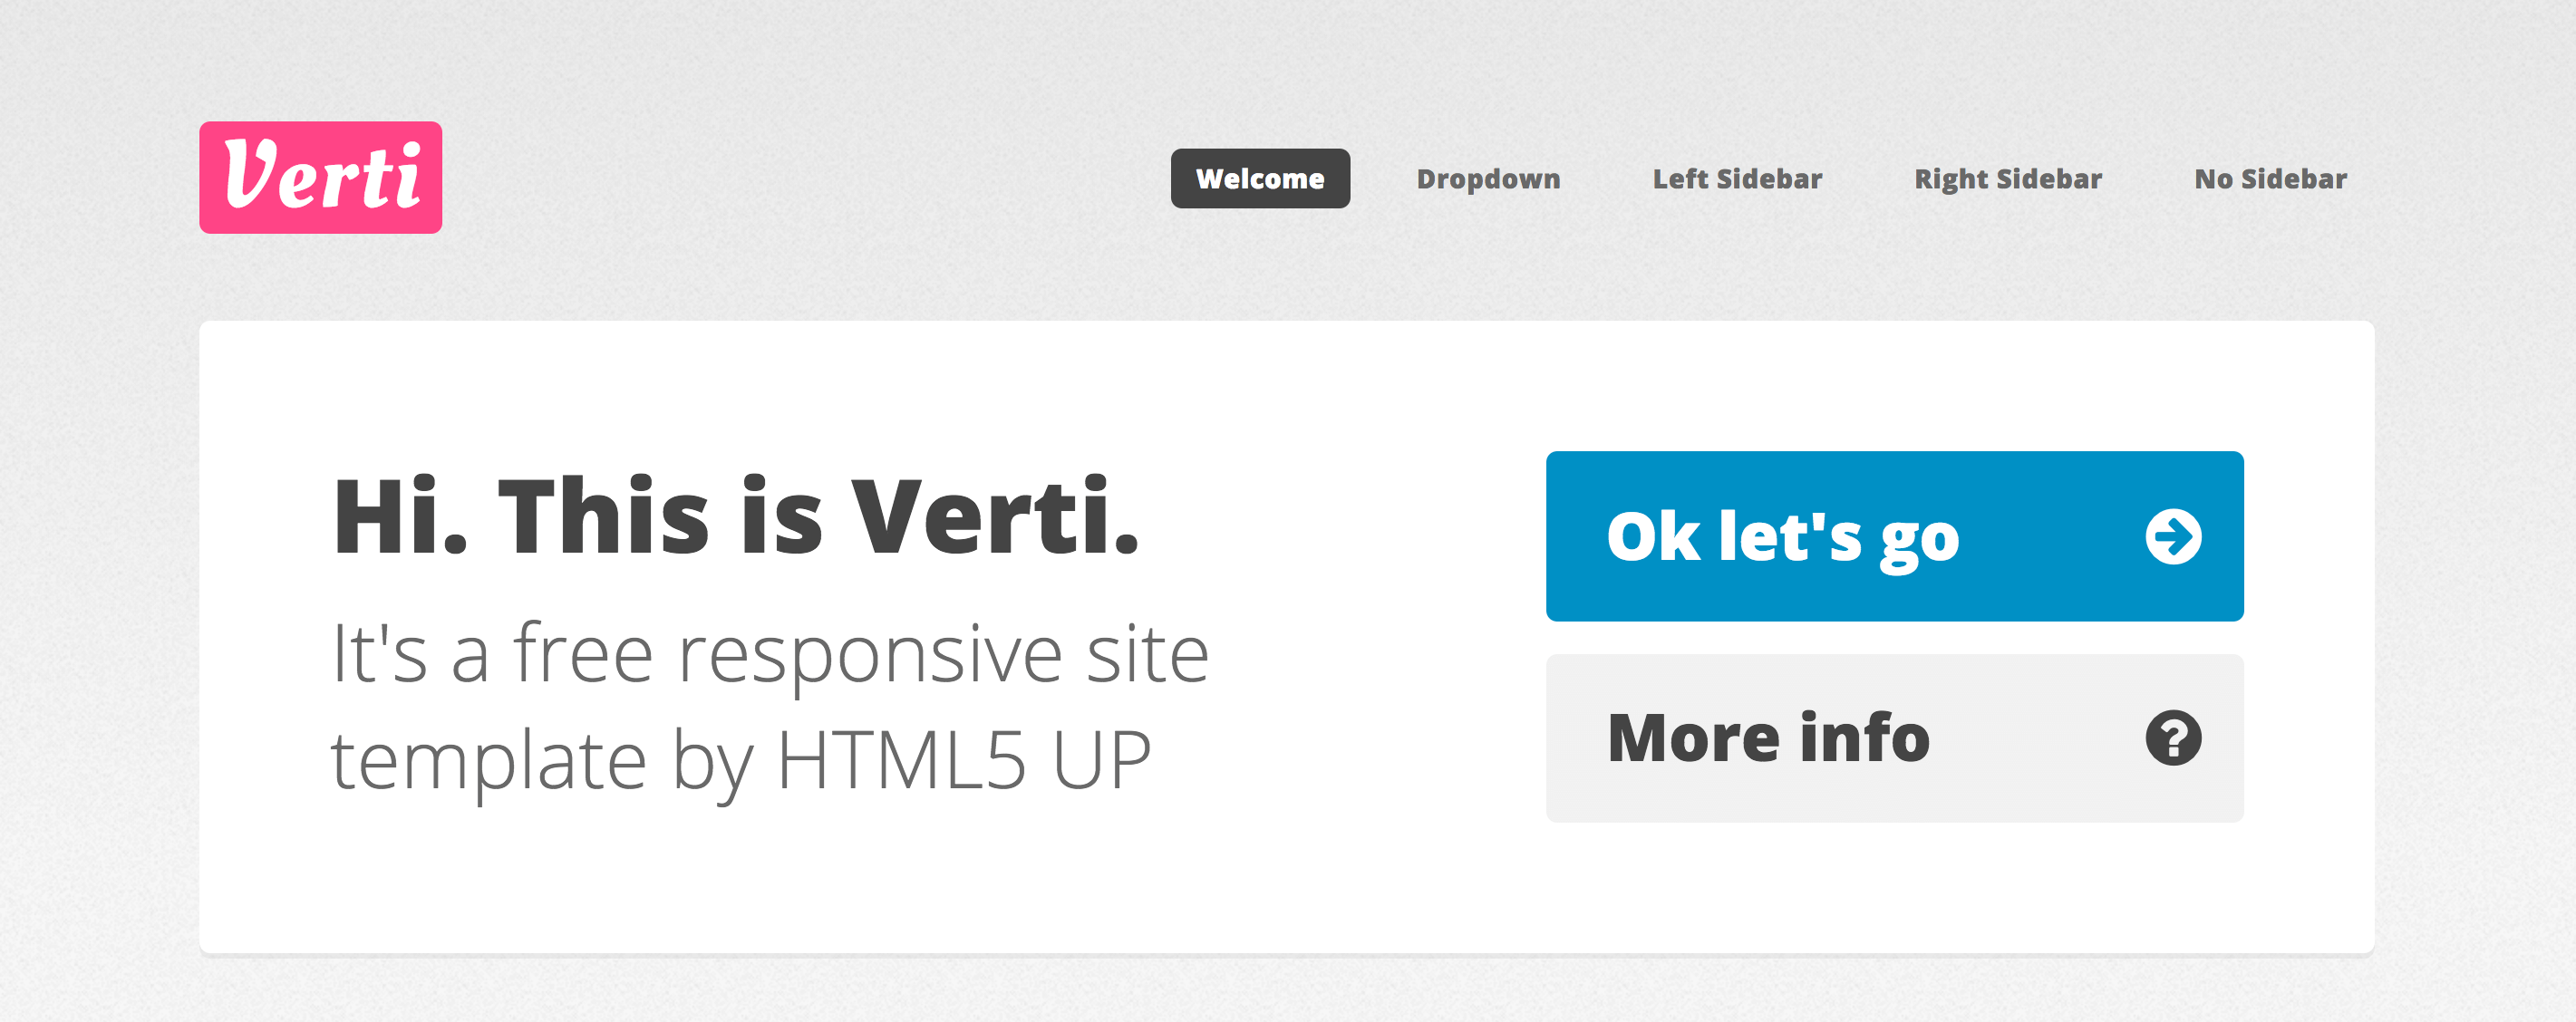 Verti
Welcome
Dropdown
Left Sidebar
Right Sidebar
No Sidebar
Hi. This is Verti.
It's a free responsive site
template by HTML5 UP
Ok let's go
More info